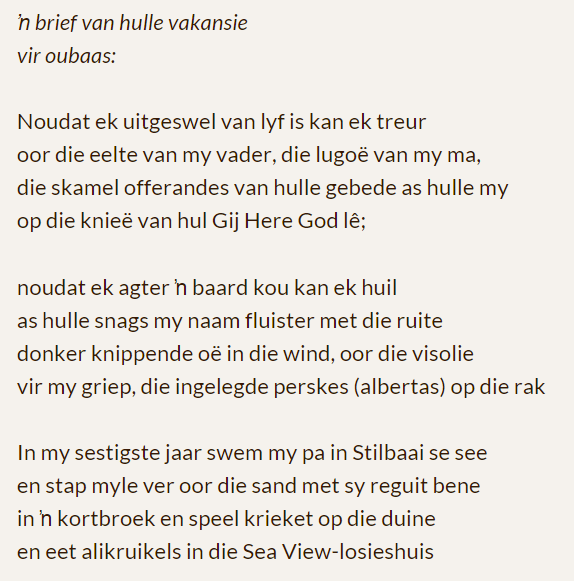 ŉ brief van hulle vakansie
vir oubaas:
Noudat ek uitgeswel van lyf is kan ek treur
oor die eelte van my vader, die lugoë van my ma,
die skamel offerandes van hulle gebede as hulle my
op die knieë van hul Gij Here God lê;
noudat ek agter ŉ baard kou kan ek huil
as hulle snags my naam fluister met die ruite
donker knippende oë in die wind, oor die visolie
vir my griep, die ingelegde perskes (albertas) op die rak
In my sestigste jaar swem my pa in Stilbaai se see
en stap myle ver oor die sand met sy reguit bene
in ŉ kortbroek en speel krieket op die duine
en eet alikruikels in die Sea View-losieshuis